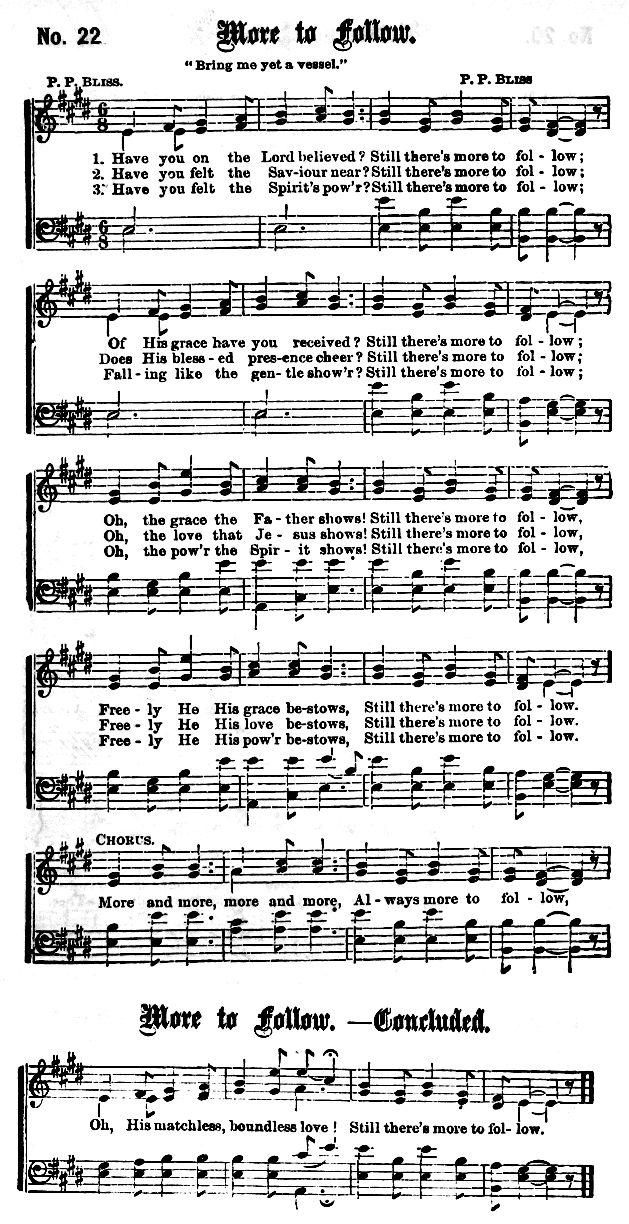 No. 22 More to Follow.
"Bring me yet a vessel."
P. P. BLISS. P. P. BLISS
1. Have you on the Lord believed? Still there's more to fol - low;
2. Have you felt the Sav-iour near? Still there's more to fol - low;
3. Have you felt the Spirit's pow'r? Still there's more to fol - low;
Of His grace have you received? Still there's more to fol - low;
Does His bless - ed pres-ence cheer? Still there's more to fol - low;
Fall - ing like the gen - tle show'r? Still there's more to fol - low;
Oh, the grace the Fa - ther shows! Still there's more to fol - low,
Oh, the love that Je - sus shows! Still there's more to fol - low,
Oh, the pow'r the Spir - it shows! Still there's more to fol - low,
Free - ly He His grace be-stows, Still there's more to fol - low.
Free - ly He His love be-stows, Still there's more to fol - low.
Free - ly He His pow'r be-stows, Still there's more to fol - low.
CHORUS.
More and more, more and more, Al - ways more to fol - low,
More to Follow.—Concluded.
Oh, His matchless, boundless love! Still there's more to fol- low.